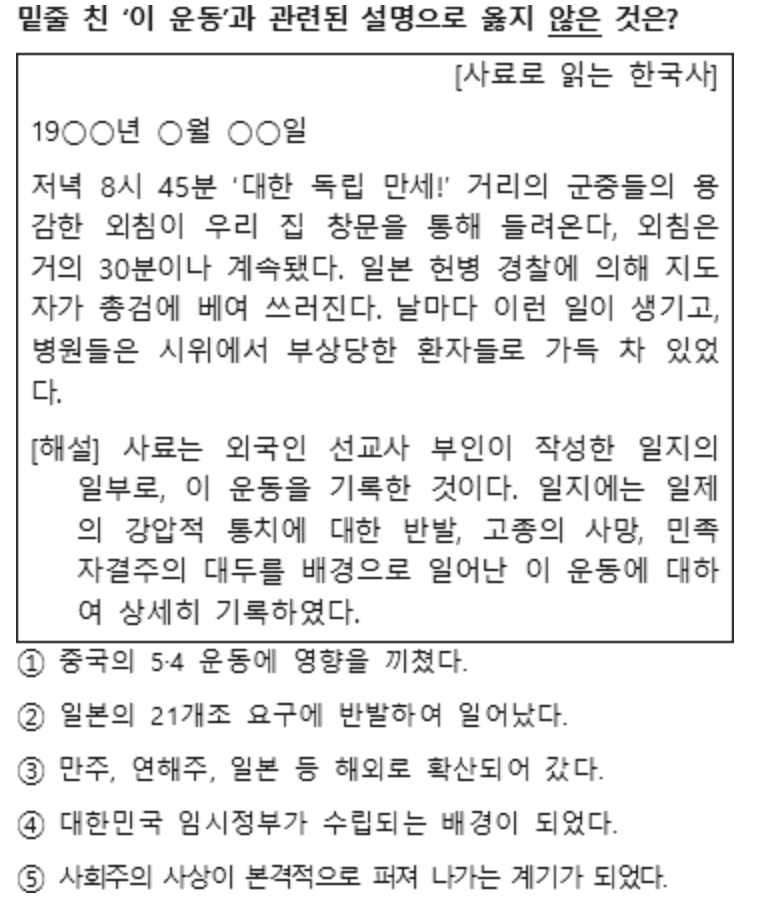 밑줄 친 '이 운동'과 관련된 설명으로 옳지 않은 것은?
[사료로 읽는 한국사]
19○○년 ○월 ○○일
저녁 8시 45분 '대한 독립 만세!' 거리의 군중들의 용
감한 외침이 우리 집 창문을 통해 들려온다, 외침은
거의 30분이나 계속됐다. 일본 헌병 경찰에 의해 지도
자가 총검에 베여 쓰러진다. 날마다 이런 일이 생기고,
병원들은 시위에서 부상당한 환자들로 가득 차 있었
다.
[해설] 사료는 외국인 선교사 부인이 작성한 일지의
일부로, 이 운동을 기록한 것이다. 일지에는 일제
의 강압적 통치에 대한 반발, 고종의 사망, 민족
자결주의 대두를 배경으로 일어난 이 운동에 대하
여 상세히 기록하였다.
① 중국의 5·4 운동에 영향을 끼쳤다.
② 일본의 21개조 요구에 반발하여 일어났다.
③ 만주, 연해주, 일본 등 해외로 확산되어 갔다.
④ 대한민국 임시정부가 수립되는 배경이 되었다.
⑤ 사회주의 사상이 본격적으로 퍼져 나가는 계기가 되었다.